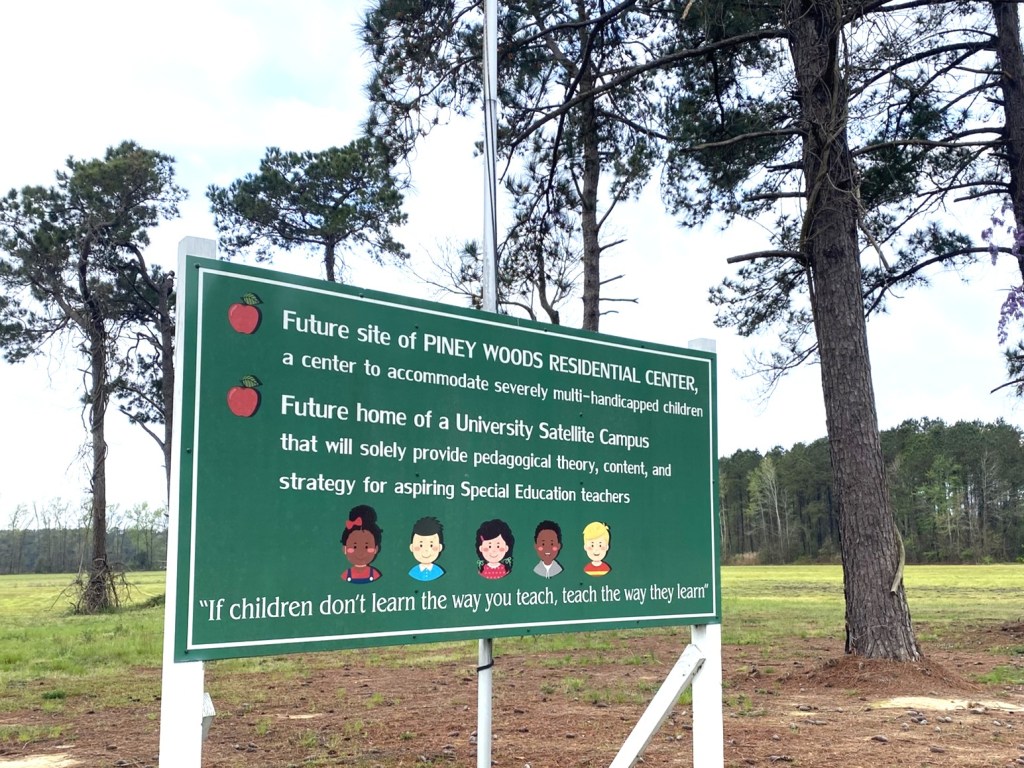 Future site of PINEY WOODS RESIDENTIAL CENTER,
a center to accommodate severely multi-handicapped children
Future home of a University Satellite Campus
that will solely provide pedagogical theory, content, and
strategy for aspiring Special Education teachers
"If children don't learn the way you teach, teach the way they learn"